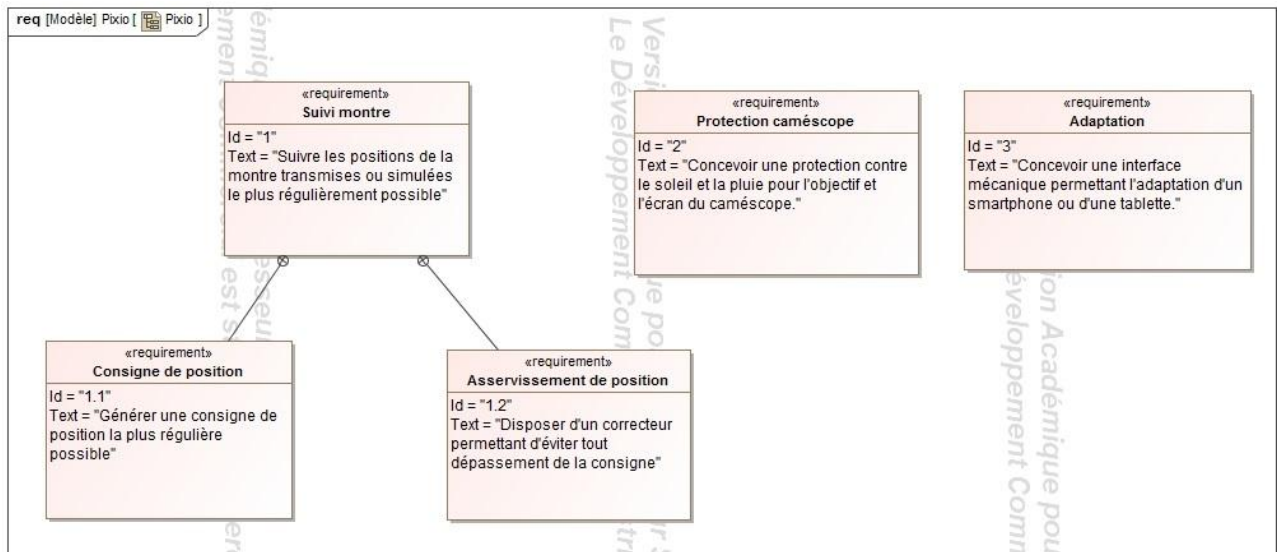 req [Modèle] Pixio [ Pixio ]
«requirement»
Suivi montre
Id = "1"
Text = "Suivre les positions de la
montre transmises ou simulées
le plus régulièrement possible"
«requirement»
Protection caméscope
Id = "2"
Text = "Concevoir une protection contre
le soleil et la pluie pour l'objectif et
l'écran du caméscope."
«requirement»
Adaptation
Id = "3"
Text = "Concevoir une interface
mécanique permettant l'adaptation d'un
smartphone ou d'une tablette."
«requirement»
Consigne de position
Id = "1.1"
Text = "Générer une consigne de
position la plus régulière
possible"
«requirement»
Asservissement de position
Id = "1.2"
Text = "Disposer d'un correcteur
permettant d'éviter tout
dépassement de la consigne"